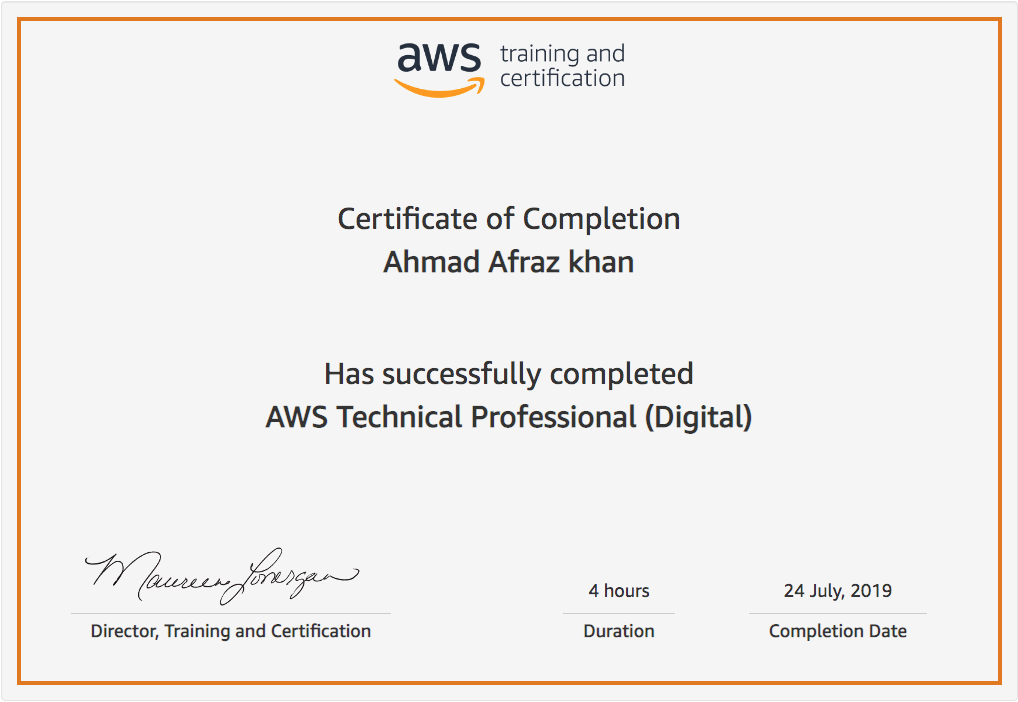 aws training and
certification
Certificate of Completion
Ahmad Afraz khan
Has successfully completed
AWS Technical Professional (Digital)
Maureen Lonergan
4 hours
24 July, 2019
Director, Training and Certification
Duration
Completion Date